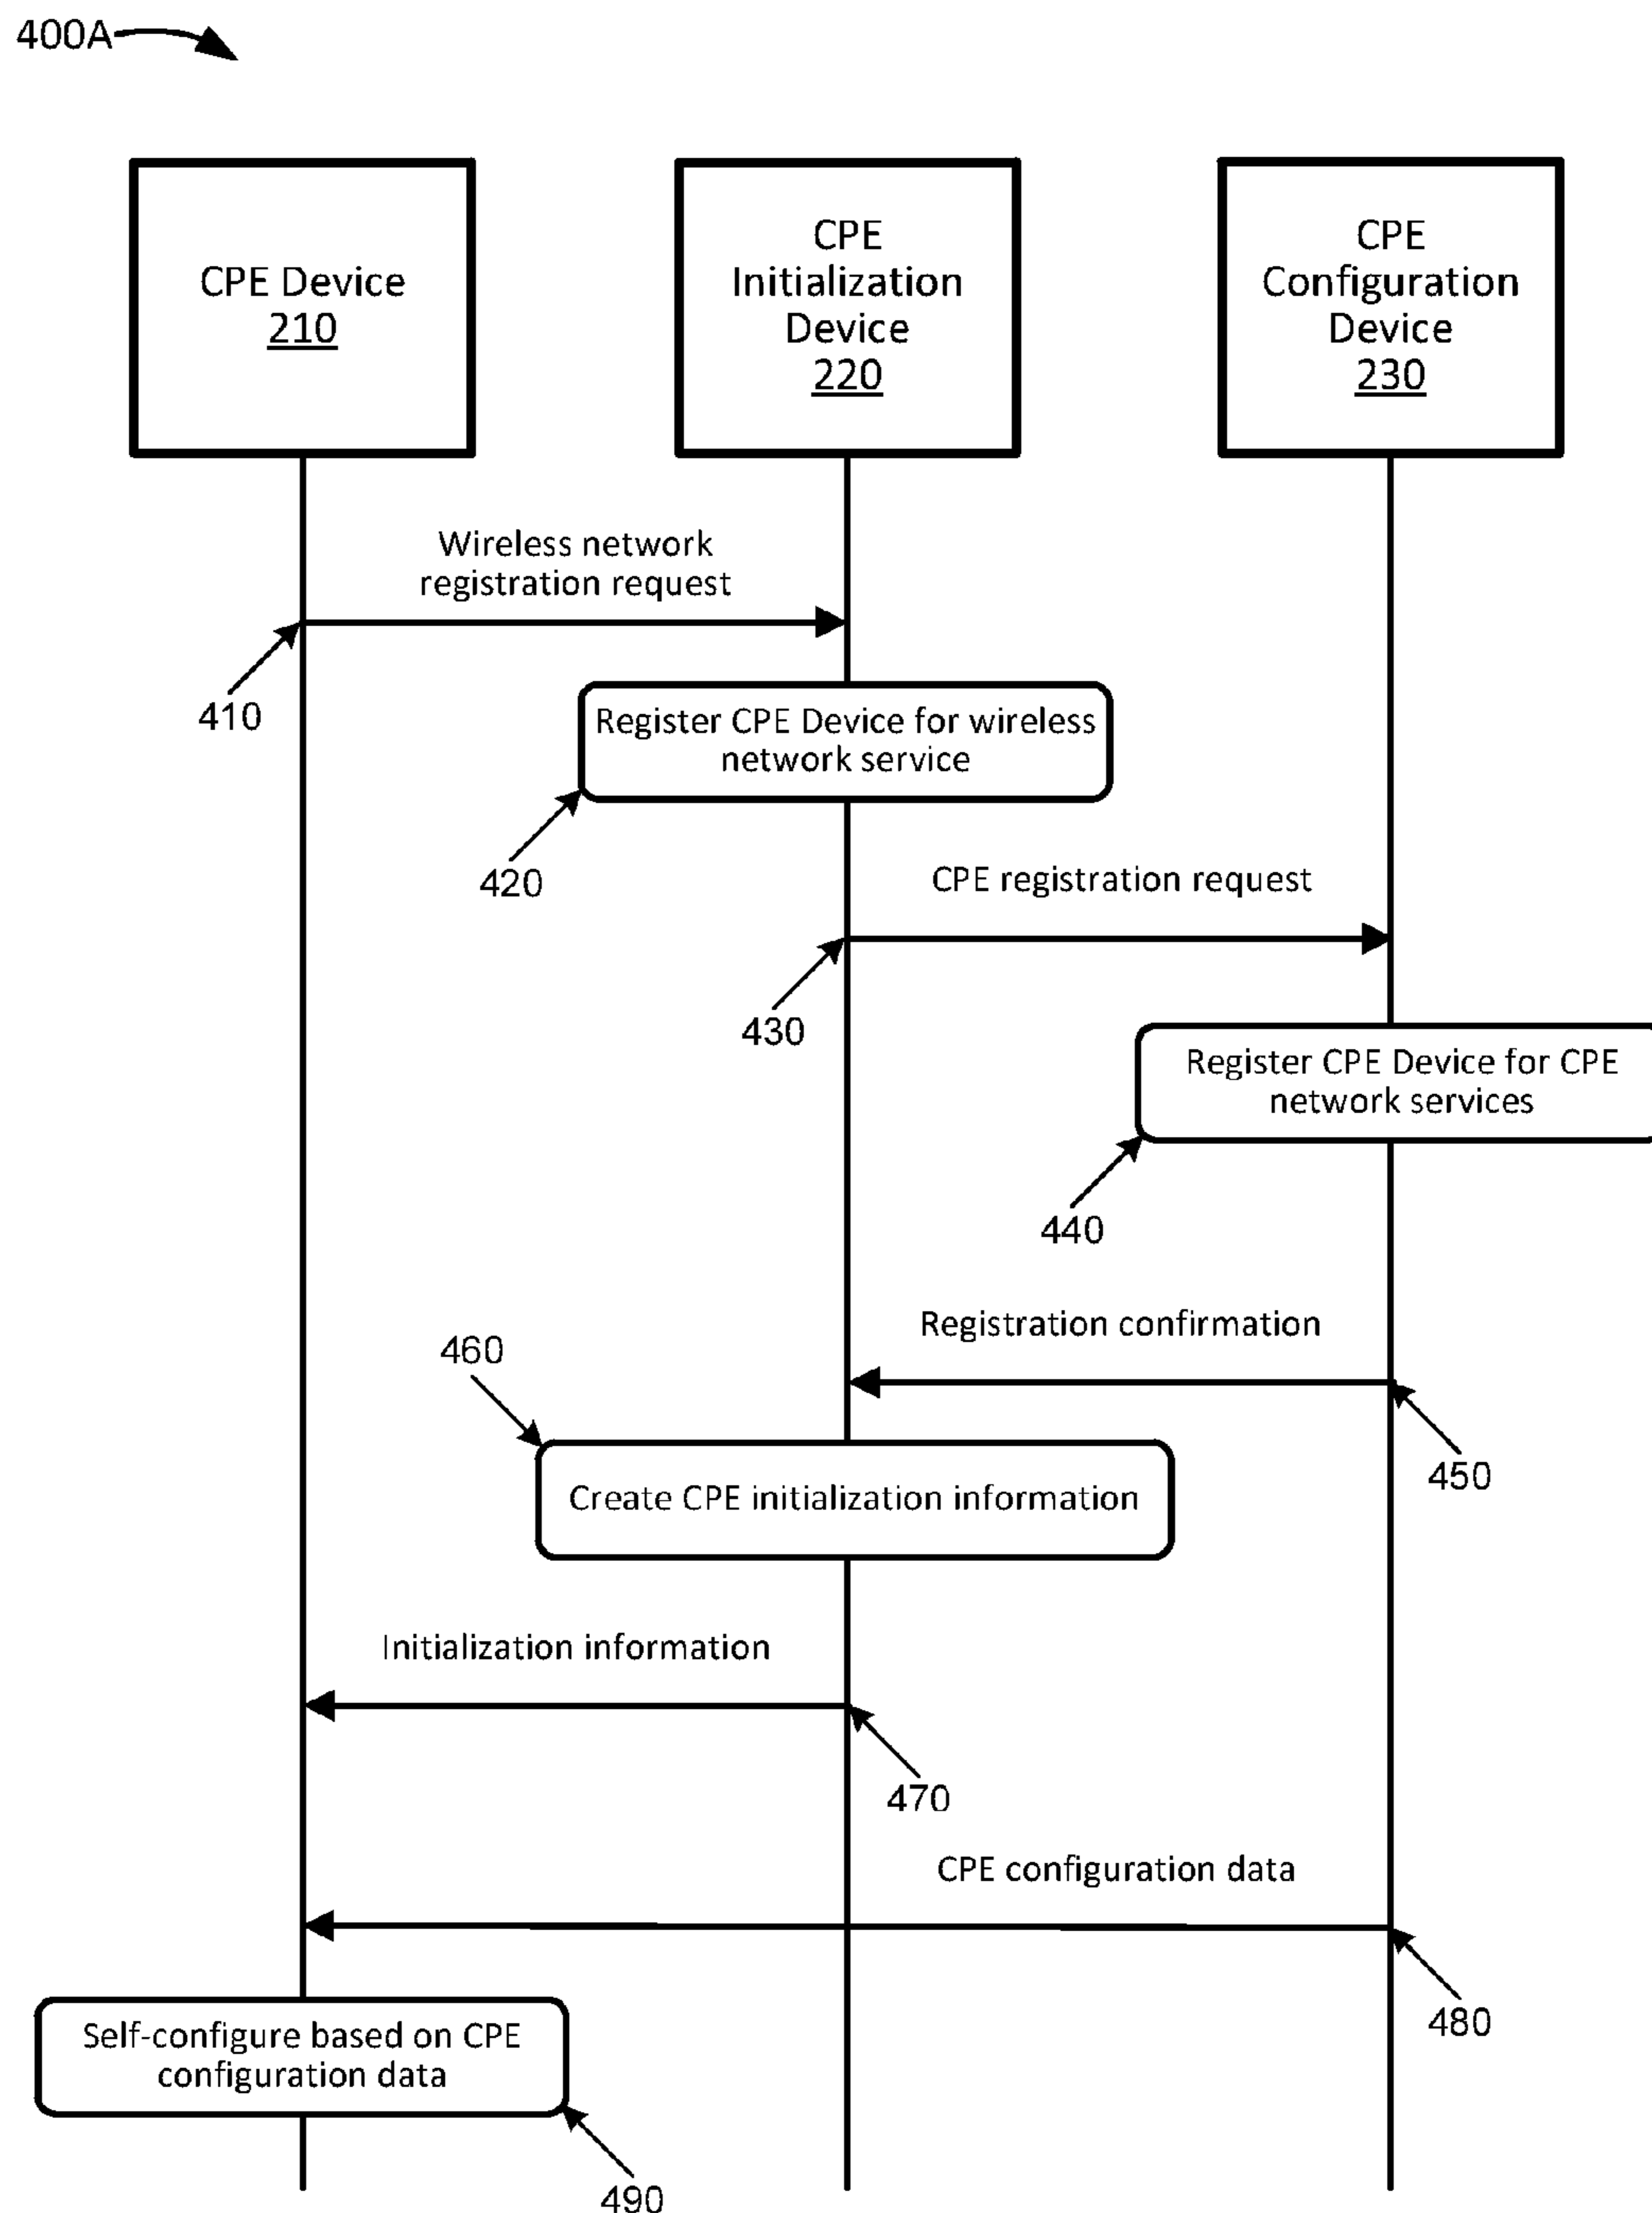 400A
CPE Device
210
CPE
Initialization
Device
220
CPE
Configuration
Device
230
Wireless network
registration request
410
Register CPE Device for wireless
network service
420
CPE registration request
430
Register CPE Device for CPE
network services
440
Registration confirmation
450
460
Create CPE initialization information
Initialization information
470
CPE configuration data
480
Self-configure based on CPE
configuration data
490